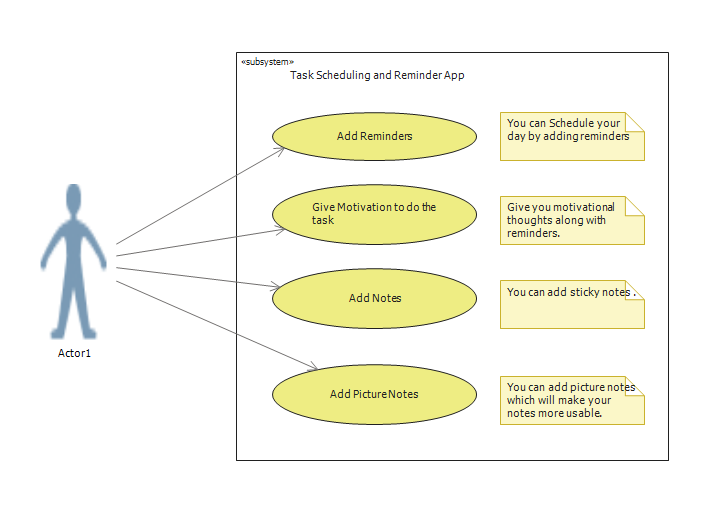 «subsystem»
Task Scheduling and Reminder App
Add Reminders
You can Schedule your
day by adding reminders
Give Motivation to do the
task
Give you motivational
thoughts along with
reminders.
Add Notes
You can add sticky notes .
Actor1
Add Picture Notes
You can add picture notes
which will make your
notes more usable.